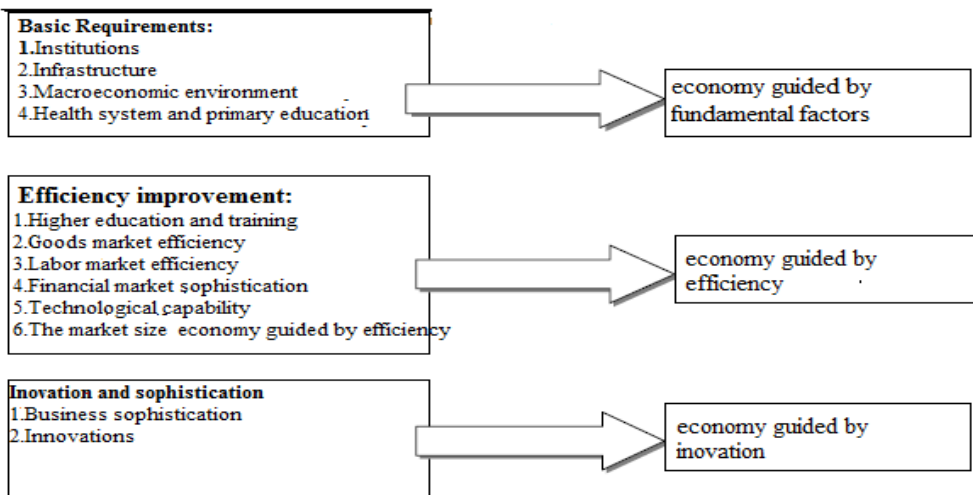 Basic Requirements:
1.Institutions
2.Infrastructure
3.Macroeconomic environment
4.Health system and primary education
economy guided by
fundamental factors
Efficiency improvement:
1.Higher education and training
2.Goods market efficiency
3.Labor market efficiency
4.Financial market sophistication
5.Technological capability
6.The market size economy guided by efficiency
economy guided by
efficiency
Inovation and sophistication
1.Business sophistication
2.Innovations
economy guided by
inovation